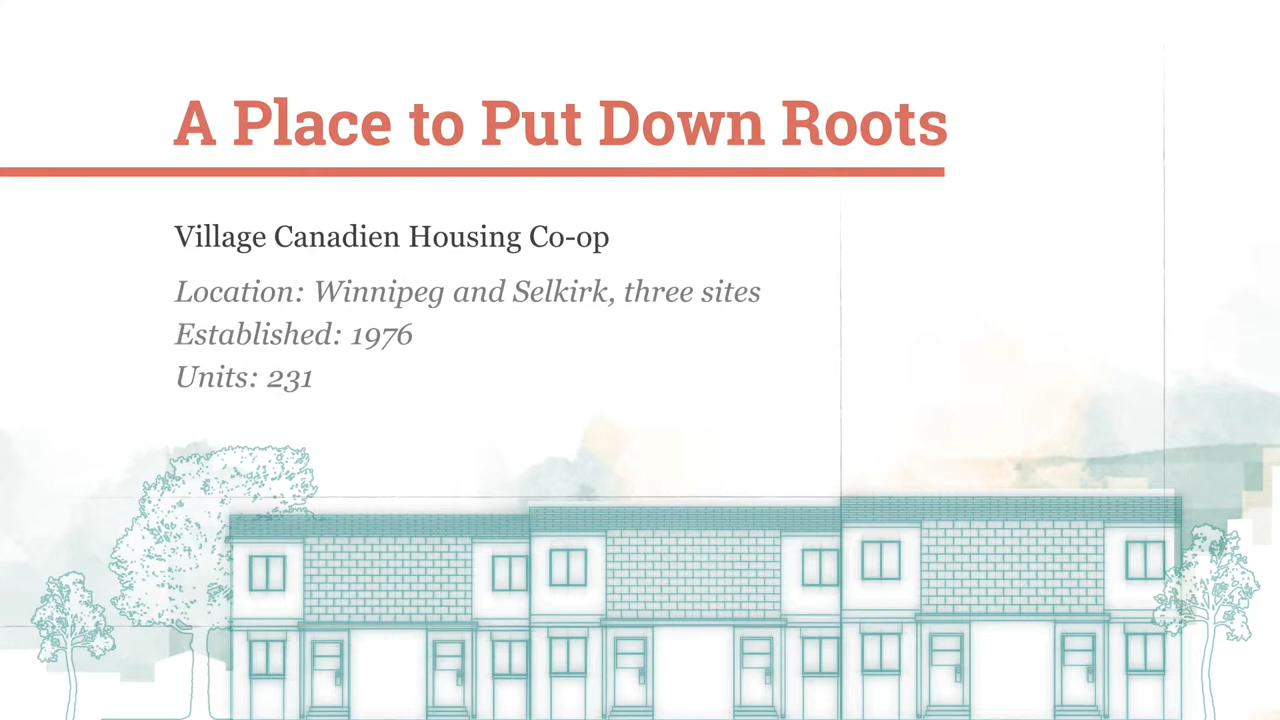 A Place to Put Down Roots
Village Canadien Housing Co-op
Location: Winnipeg and Selkirk, three sites
Established: 1976
Units: 231